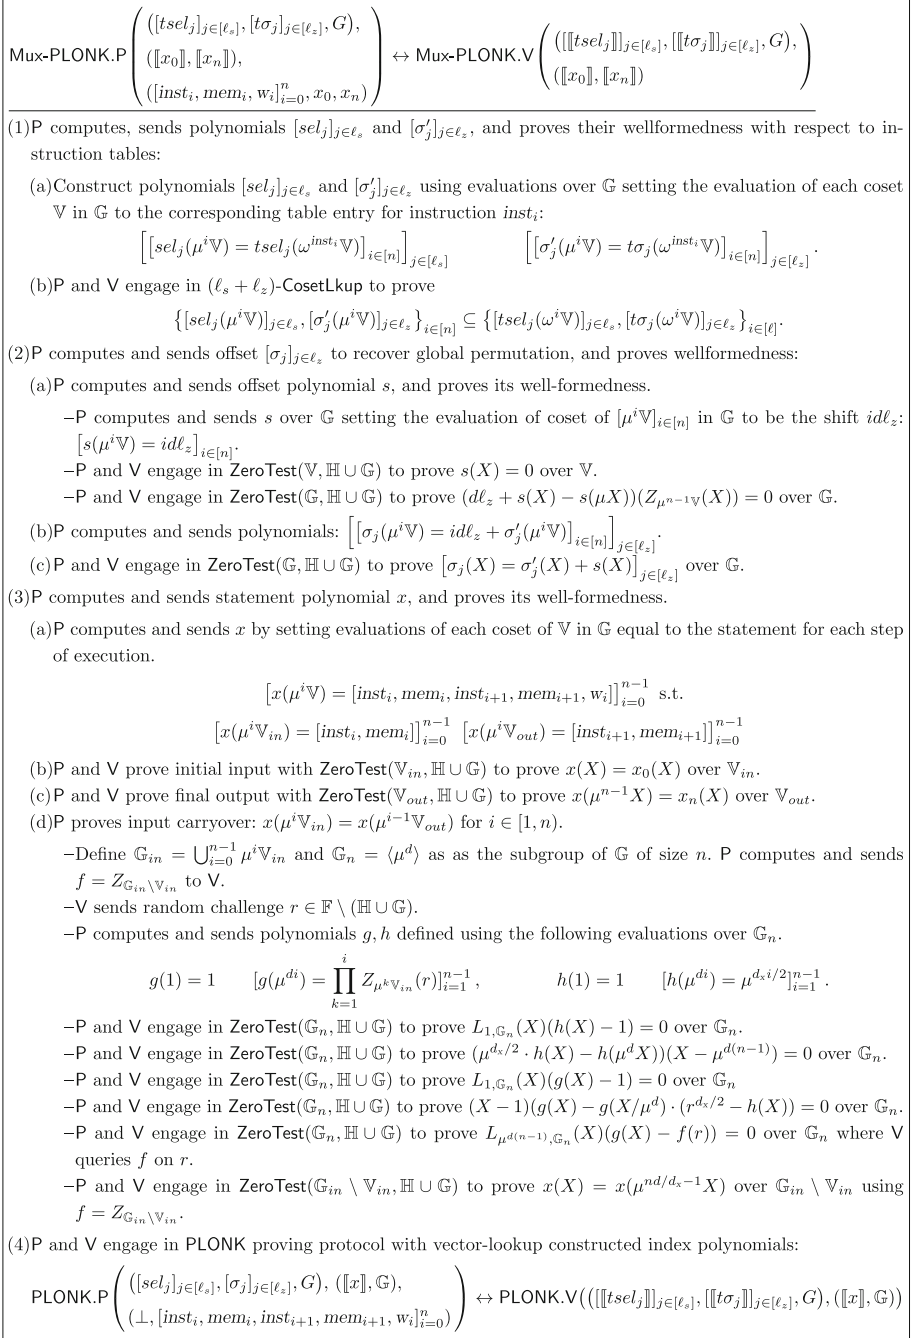 Mux-PLONK.P( ([tsel_j]_{j∈[ℓ_s]}, [tσ_j]_{j∈[ℓ_z]}, G), (⟦x_0⟧, ⟦x_n⟧), ([inst_i, mem_i, w_i]_{i=0}^n, x_0, x_n) ) ↔ Mux-PLONK.V( ([⟦tsel_j⟧]_{j∈[ℓ_s]}, [⟦tσ_j⟧]_{j∈[ℓ_z]}, G), (⟦x_0⟧, ⟦x_n⟧) )
(1)P computes, sends polynomials [sel_j]_{j∈ℓ_s} and [σ′_j]_{j∈ℓ_z}, and proves their wellformedness with respect to in-
struction tables:
(a)Construct polynomials [sel_j]_{j∈ℓ_s} and [σ′_j]_{j∈ℓ_z} using evaluations over 𝔾 setting the evaluation of each coset
𝕍 in 𝔾 to the corresponding table entry for instruction inst_i:
[[sel_j(μ^i𝕍) = tsel_j(ω^{inst_i}𝕍)]_{i∈[n]}]_{j∈[ℓ_s]} [[σ′_j(μ^i𝕍) = tσ_j(ω^{inst_i}𝕍)]_{i∈[n]}]_{j∈[ℓ_z]}.
(b)P and V engage in (ℓ_s + ℓ_z)-CosetLkup to prove
{[sel_j(μ^i𝕍)]_{j∈ℓ_s}, [σ′_j(μ^i𝕍)]_{j∈ℓ_z}}_{i∈[n]} ⊆ {[tsel_j(ω^i𝕍)]_{j∈ℓ_s}, [tσ_j(ω^i𝕍)]_{j∈ℓ_z}}_{i∈[ℓ]}.
(2)P computes and sends offset [σ_j]_{j∈ℓ_z} to recover global permutation, and proves wellformedness:
(a)P computes and sends offset polynomial s, and proves its well-formedness.
–P computes and sends s over 𝔾 setting the evaluation of coset of [μ^i𝕍]_{i∈[n]} in 𝔾 to be the shift idℓ_z:
[s(μ^i𝕍) = idℓ_z]_{i∈[n]}.
–P and V engage in ZeroTest(𝕍, ℍ ∪ 𝔾) to prove s(X) = 0 over 𝕍.
–P and V engage in ZeroTest(𝔾, ℍ ∪ 𝔾) to prove (dℓ_z + s(X) − s(μX))(Z_{μ^{n−1}𝕍}(X)) = 0 over 𝔾.
(b)P computes and sends polynomials: [[σ_j(μ^i𝕍) = idℓ_z + σ′_j(μ^i𝕍)]_{i∈[n]}]_{j∈[ℓ_z]}.
(c)P and V engage in ZeroTest(𝔾, ℍ ∪ 𝔾) to prove [σ_j(X) = σ′_j(X) + s(X)]_{j∈[ℓ_z]} over 𝔾.
(3)P computes and sends statement polynomial x, and proves its well-formedness.
(a)P computes and sends x by setting evaluations of each coset of 𝕍 in 𝔾 equal to the statement for each step
of execution.
[x(μ^i𝕍) = [inst_i, mem_i, inst_{i+1}, mem_{i+1}, w_i]]_{i=0}^{n−1} s.t.
[x(μ^i𝕍_{in}) = [inst_i, mem_i]]_{i=0}^{n−1} [x(μ^i𝕍_{out}) = [inst_{i+1}, mem_{i+1}]]_{i=0}^{n−1}
(b)P and V prove initial input with ZeroTest(𝕍_{in}, ℍ ∪ 𝔾) to prove x(X) = x_0(X) over 𝕍_{in}.
(c)P and V prove final output with ZeroTest(𝕍_{out}, ℍ ∪ 𝔾) to prove x(μ^{n−1}X) = x_n(X) over 𝕍_{out}.
(d)P proves input carryover: x(μ^i𝕍_{in}) = x(μ^{i−1}𝕍_{out}) for i ∈ [1, n).
–Define 𝔾_{in} = ⋃_{i=0}^{n−1} μ^i𝕍_{in} and 𝔾_n = ⟨μ^d⟩ as as the subgroup of 𝔾 of size n. P computes and sends
f = Z_{𝔾_{in}∖𝕍_{in}} to V.
–V sends random challenge r ∈ 𝔽 ∖ (ℍ ∪ 𝔾).
–P computes and sends polynomials g, h defined using the following evaluations over 𝔾_n.
g(1) = 1 [g(μ^{di}) = ∏_{k=1}^{i} Z_{μ^k𝕍_{in}}(r)]_{i=1}^{n−1}, h(1) = 1 [h(μ^{di}) = μ^{d_x i/2}]_{i=1}^{n−1}.
–P and V engage in ZeroTest(𝔾_n, ℍ ∪ 𝔾) to prove L_{1,𝔾_n}(X)(h(X) − 1) = 0 over 𝔾_n.
–P and V engage in ZeroTest(𝔾_n, ℍ ∪ 𝔾) to prove (μ^{d_x/2} · h(X) − h(μ^dX))(X − μ^{d(n−1)}) = 0 over 𝔾_n.
–P and V engage in ZeroTest(𝔾_n, ℍ ∪ 𝔾) to prove L_{1,𝔾_n}(X)(g(X) − 1) = 0 over 𝔾_n
–P and V engage in ZeroTest(𝔾_n, ℍ ∪ 𝔾) to prove (X − 1)(g(X) − g(X/μ^d) · (r^{d_x/2} − h(X)) = 0 over 𝔾_n.
–P and V engage in ZeroTest(𝔾_n, ℍ ∪ 𝔾) to prove L_{μ^{d(n−1)},𝔾_n}(X)(g(X) − f(r)) = 0 over 𝔾_n where V
queries f on r.
–P and V engage in ZeroTest(𝔾_{in} ∖ 𝕍_{in}, ℍ ∪ 𝔾) to prove x(X) = x(μ^{nd/d_x−1}X) over 𝔾_{in} ∖ 𝕍_{in} using
f = Z_{𝔾_{in}∖𝕍_{in}}.
(4)P and V engage in PLONK proving protocol with vector-lookup constructed index polynomials:
PLONK.P( ([sel_j]_{j∈[ℓ_s]}, [σ_j]_{j∈[ℓ_z]}, G), (⟦x⟧, 𝔾), (⊥, [inst_i, mem_i, inst_{i+1}, mem_{i+1}, w_i]_{i=0}^n) ) ↔ PLONK.V((([⟦tsel_j⟧]_{j∈[ℓ_s]}, [⟦tσ_j⟧]_{j∈[ℓ_z]}, G), (⟦x⟧, 𝔾))